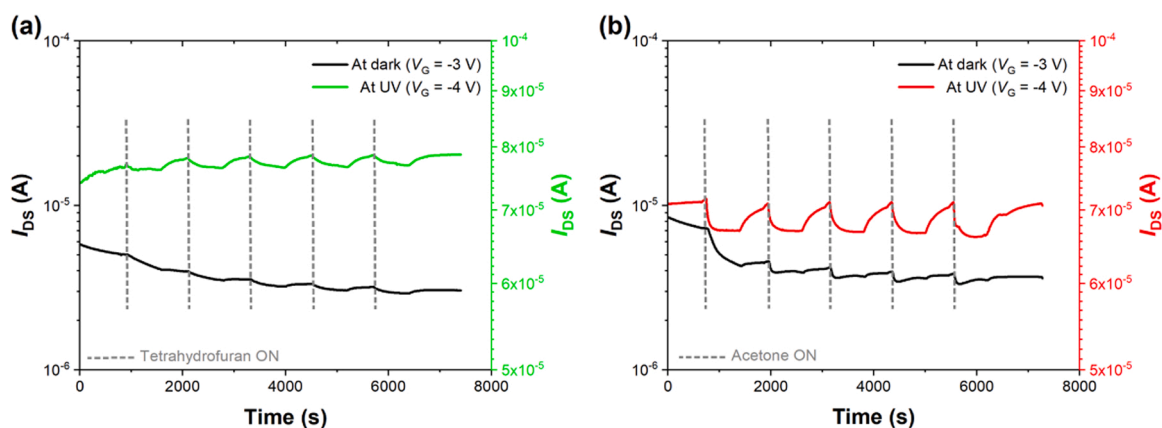 (a)
10⁻⁴
10⁻⁵
10⁻⁶
I_DS (A)
At dark (V_G = -3 V)
At UV (V_G = -4 V)
Tetrahydrofuran ON
10⁻⁴
9x10⁻⁵
8x10⁻⁵
7x10⁻⁵
6x10⁻⁵
5x10⁻⁵
I_DS (A)
0 2000 4000 6000 8000
Time (s)
(b)
10⁻⁴
10⁻⁵
10⁻⁶
I_DS (A)
At dark (V_G = -3 V)
At UV (V_G = -4 V)
Acetone ON
10⁻⁴
9x10⁻⁵
8x10⁻⁵
7x10⁻⁵
6x10⁻⁵
5x10⁻⁵
I_DS (A)
0 2000 4000 6000 8000
Time (s)